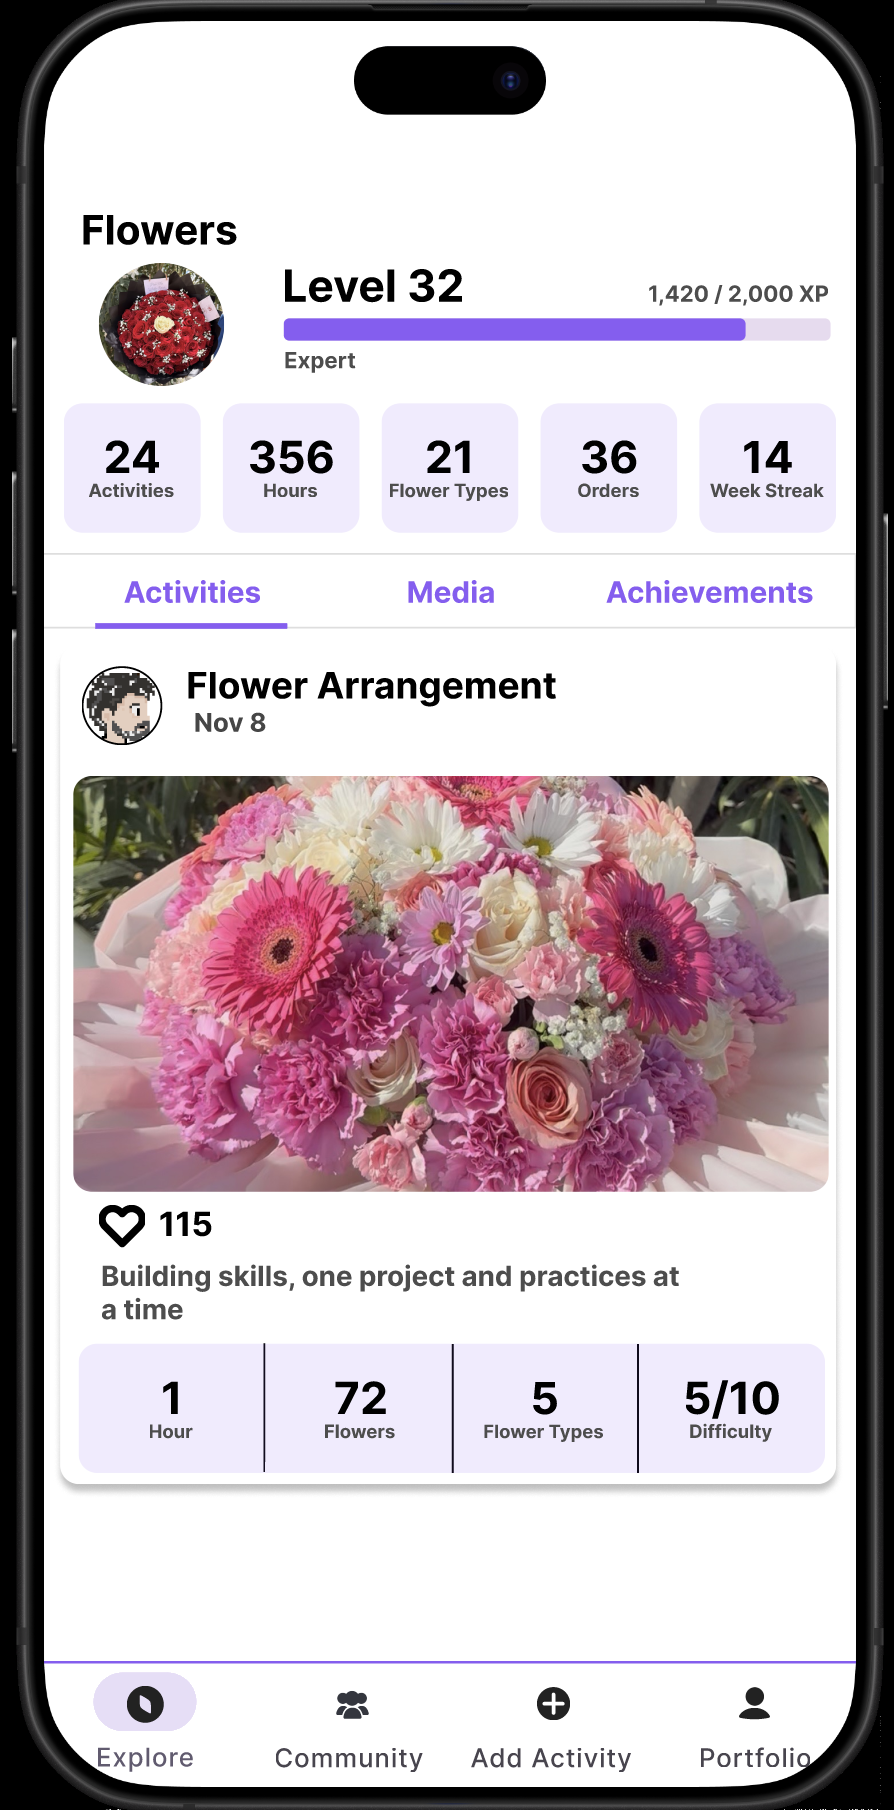 Flowers
Level 32
1,420 / 2,000 XP
Expert
24
Activities
356
Hours
21
Flower Types
36
Orders
14
Week Streak
Activities
Media
Achievements
Flower Arrangement
Nov 8
115
Building skills, one project and practices at
a time
1
Hour
72
Flowers
5
Flower Types
5/10
Difficulty
Explore
Community
Add Activity
Portfolio